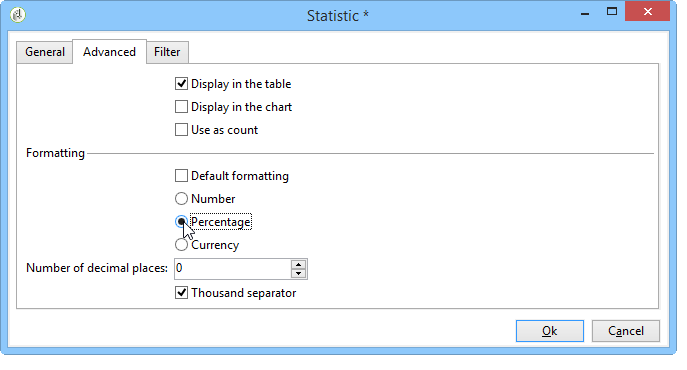 Statistic *
General Advanced Filter
Display in the table
Display in the chart
Use as count
Formatting
Default formatting
Number
Percentage
Currency
Number of decimal places: 0
Thousand separator
Ok Cancel